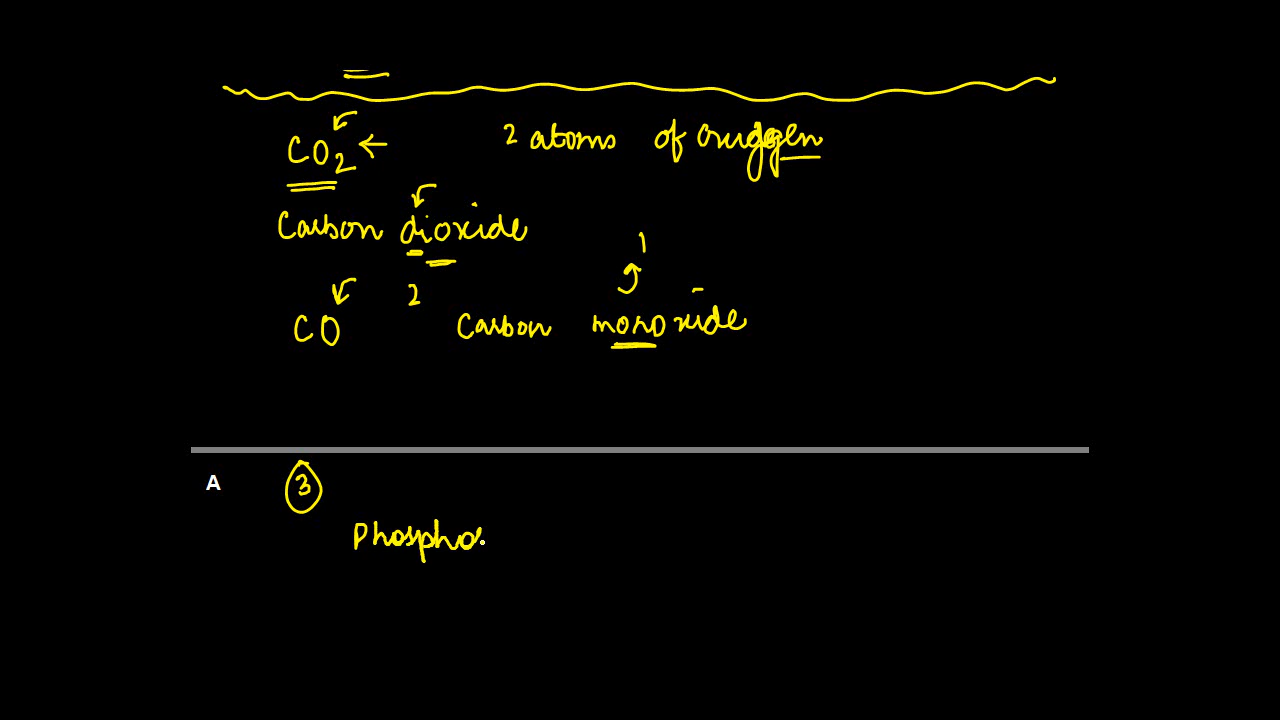 CO2 ← 2 atoms of oxygen
Carbon dioxide
1
2
CO Carbon monoxide
A 3
Phospho